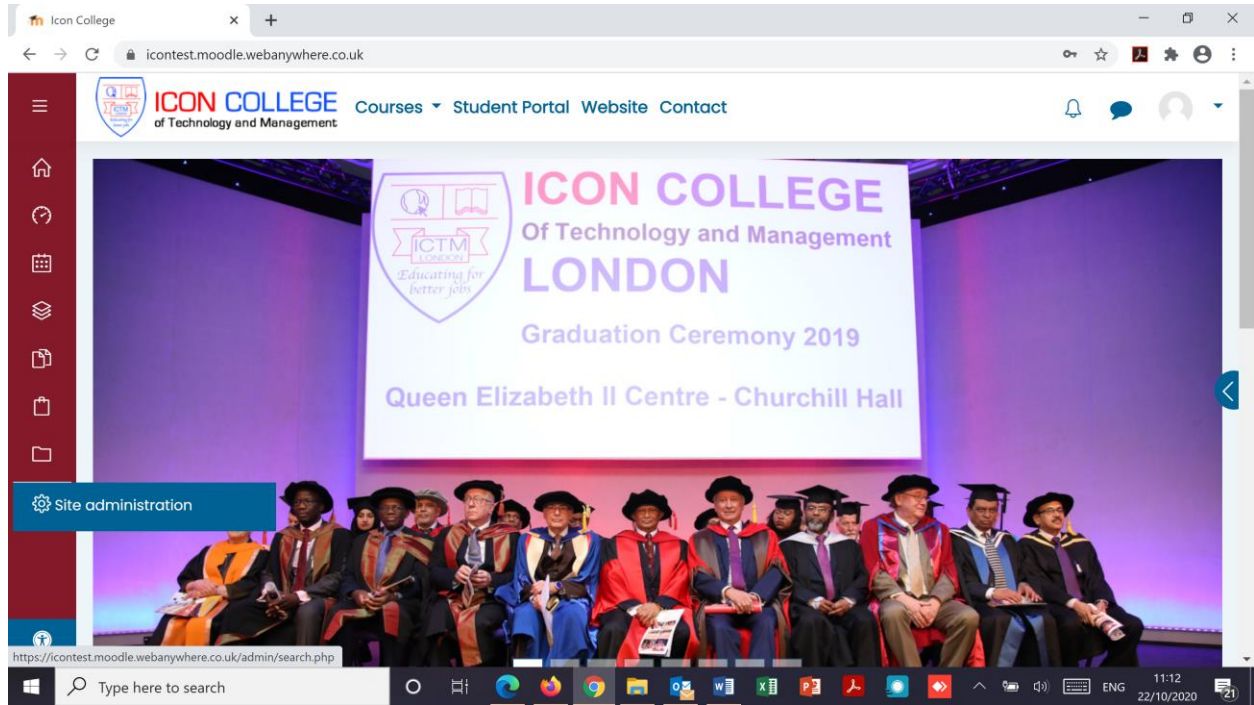 Icon College
icontest.moodle.webanywhere.co.uk
ICON COLLEGE
of Technology and Management
Courses
Student Portal
Website
Contact
ICON COLLEGE
Of Technology and Management
LONDON
Graduation Ceremony 2019
Queen Elizabeth II Centre - Churchill Hall
ICTM
LONDON
Educating for
better jobs
Site administration
https://icontest.moodle.webanywhere.co.uk/admin/search.php
Type here to search
ENG
11:12
22/10/2020
21